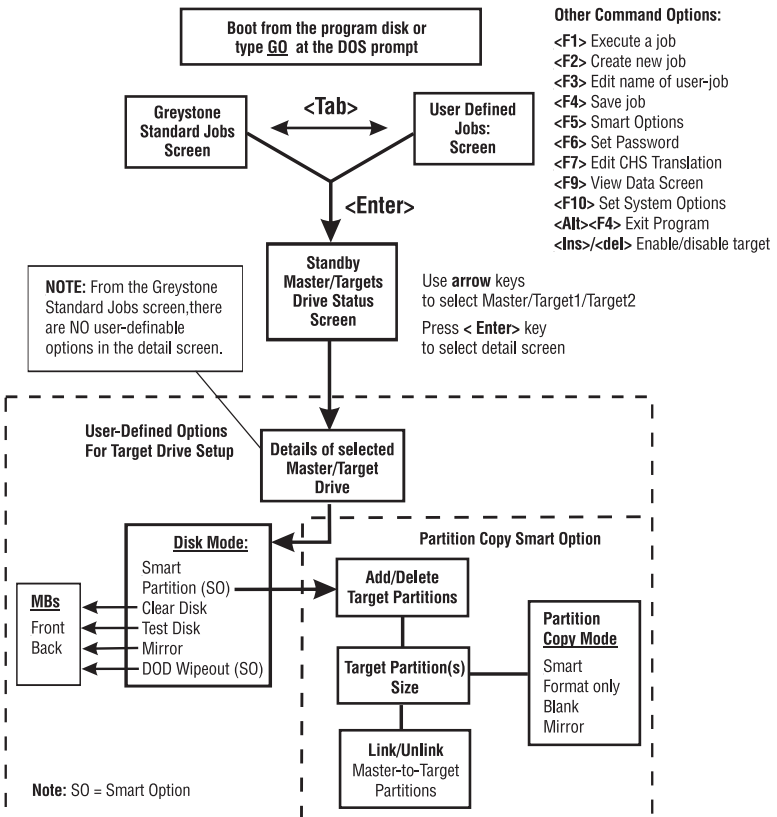 Boot from the program disk or
type GO at the DOS prompt
Greystone
Standard Jobs
Screen
<Tab>
User Defined
Jobs:
Screen
<Enter>
Other Command Options:
<F1> Execute a job
<F2> Create new job
<F3> Edit name of user-job
<F4> Save job
<F5> Smart Options
<F6> Set Password
<F7> Edit CHS Translation
<F9> View Data Screen
<F10> Set System Options
<Alt><F4> Exit Program
<Ins>/<del> Enable/disable target
Standby
Master/Targets
Drive Status
Screen
Use arrow keys
to select Master/Target1/Target2
Press < Enter> key
to select detail screen
NOTE: From the Greystone
Standard Jobs screen,there
are NO user-definable
options in the detail screen.
User-Defined Options
For Target Drive Setup
Details of selected
Master/Target
Drive
Disk Mode:
Smart
Partition (SO)
Clear Disk
Test Disk
Mirror
DOD Wipeout (SO)
MBs
Front
Back
Note: SO = Smart Option
Partition Copy Smart Option
Add/Delete
Target Partitions
Target Partition(s)
Size
Link/Unlink
Master-to-Target
Partitions
Partition
Copy Mode
Smart
Format only
Blank
Mirror